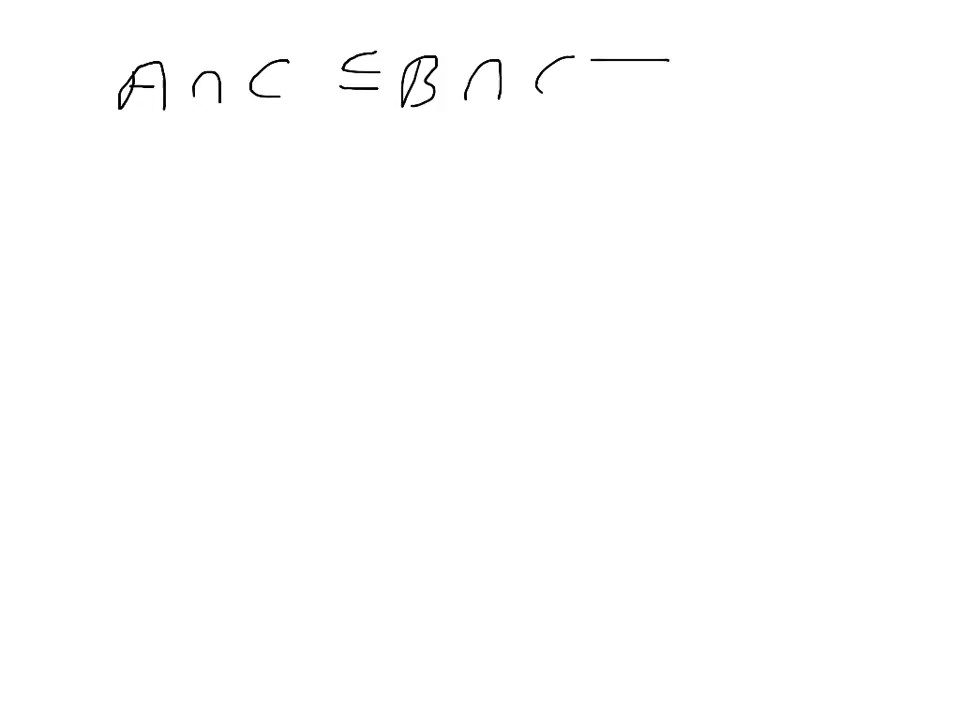 A ∩ C ⊆ B ∩ C —